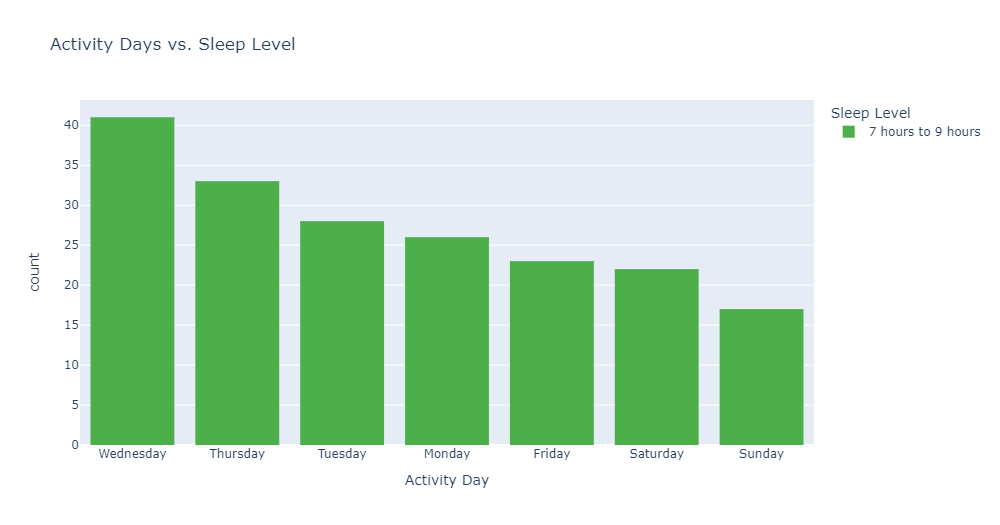 Activity Days vs. Sleep Level
Sleep Level
7 hours to 9 hours
count
40
35
30
25
20
15
10
5
0
Wednesday Thursday Tuesday Monday Friday Saturday Sunday
Activity Day